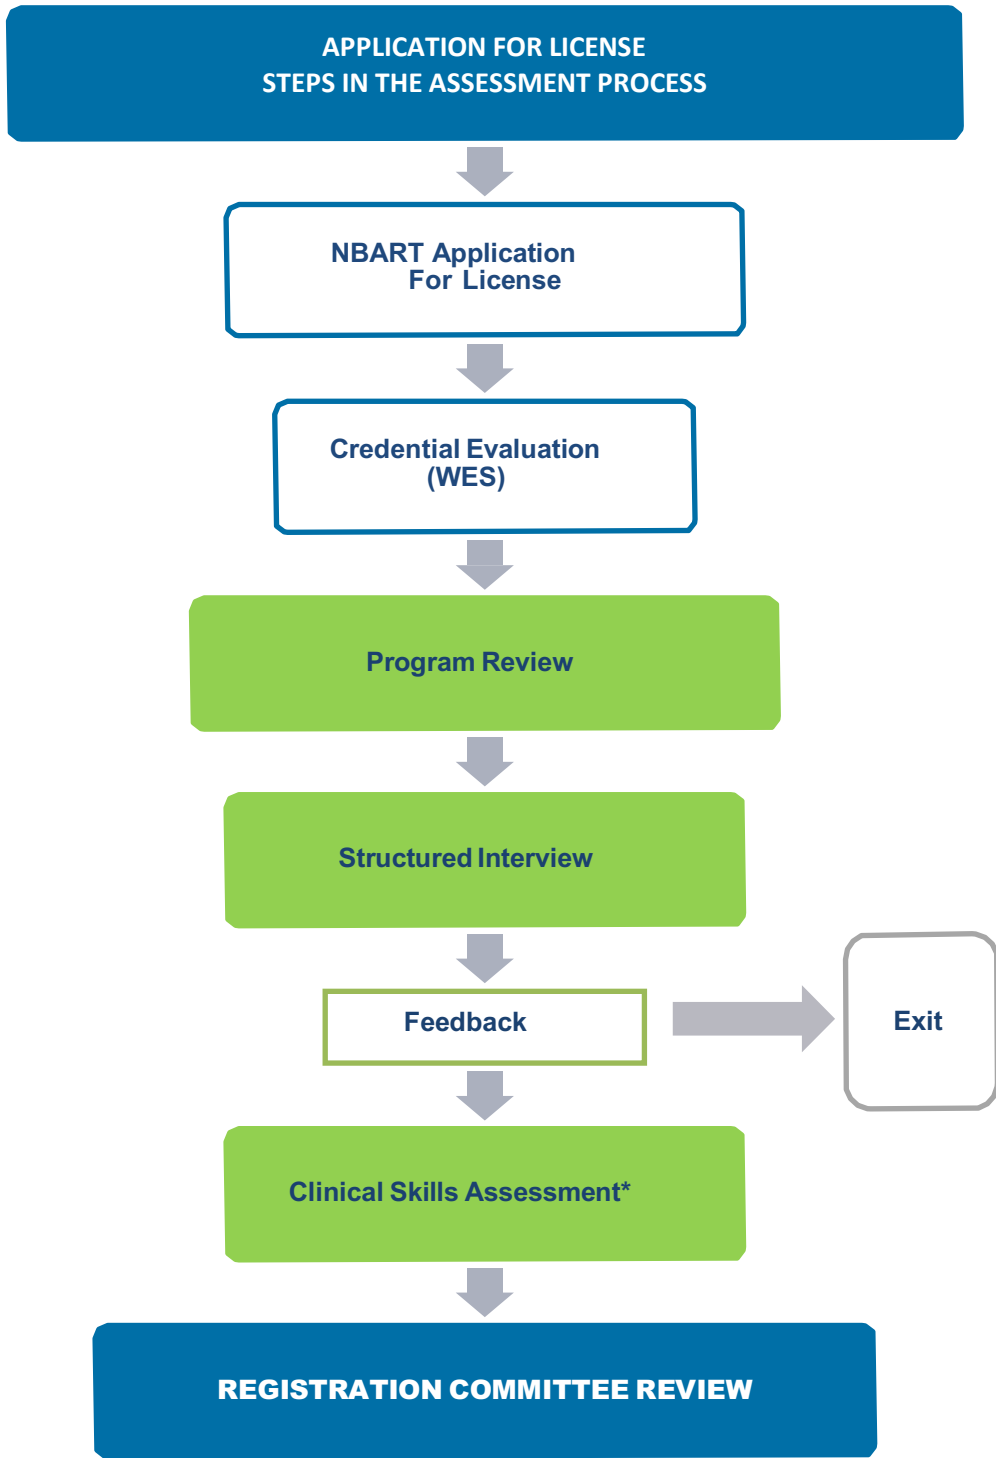 APPLICATION FOR LICENSE
STEPS IN THE ASSESSMENT PROCESS
NBART Application
For License
Credential Evaluation
(WES)
Program Review
Structured Interview
Feedback
Exit
Clinical Skills Assessment*
REGISTRATION COMMITTEE REVIEW